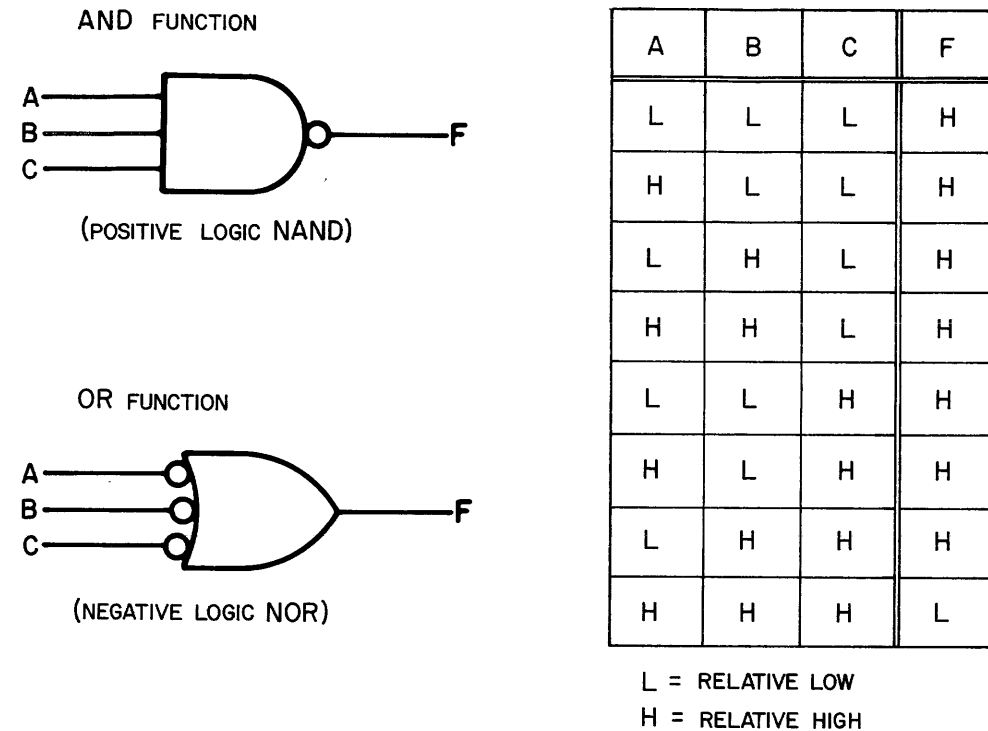 AND FUNCTION
A
B
C
F
(POSITIVE LOGIC NAND)
OR FUNCTION
A
B
C
F
(NEGATIVE LOGIC NOR)
A B C F
L L L H
H L L H
L H L H
H H L H
L L H H
H L H H
L H H H
H H H L
L = RELATIVE LOW
H = RELATIVE HIGH